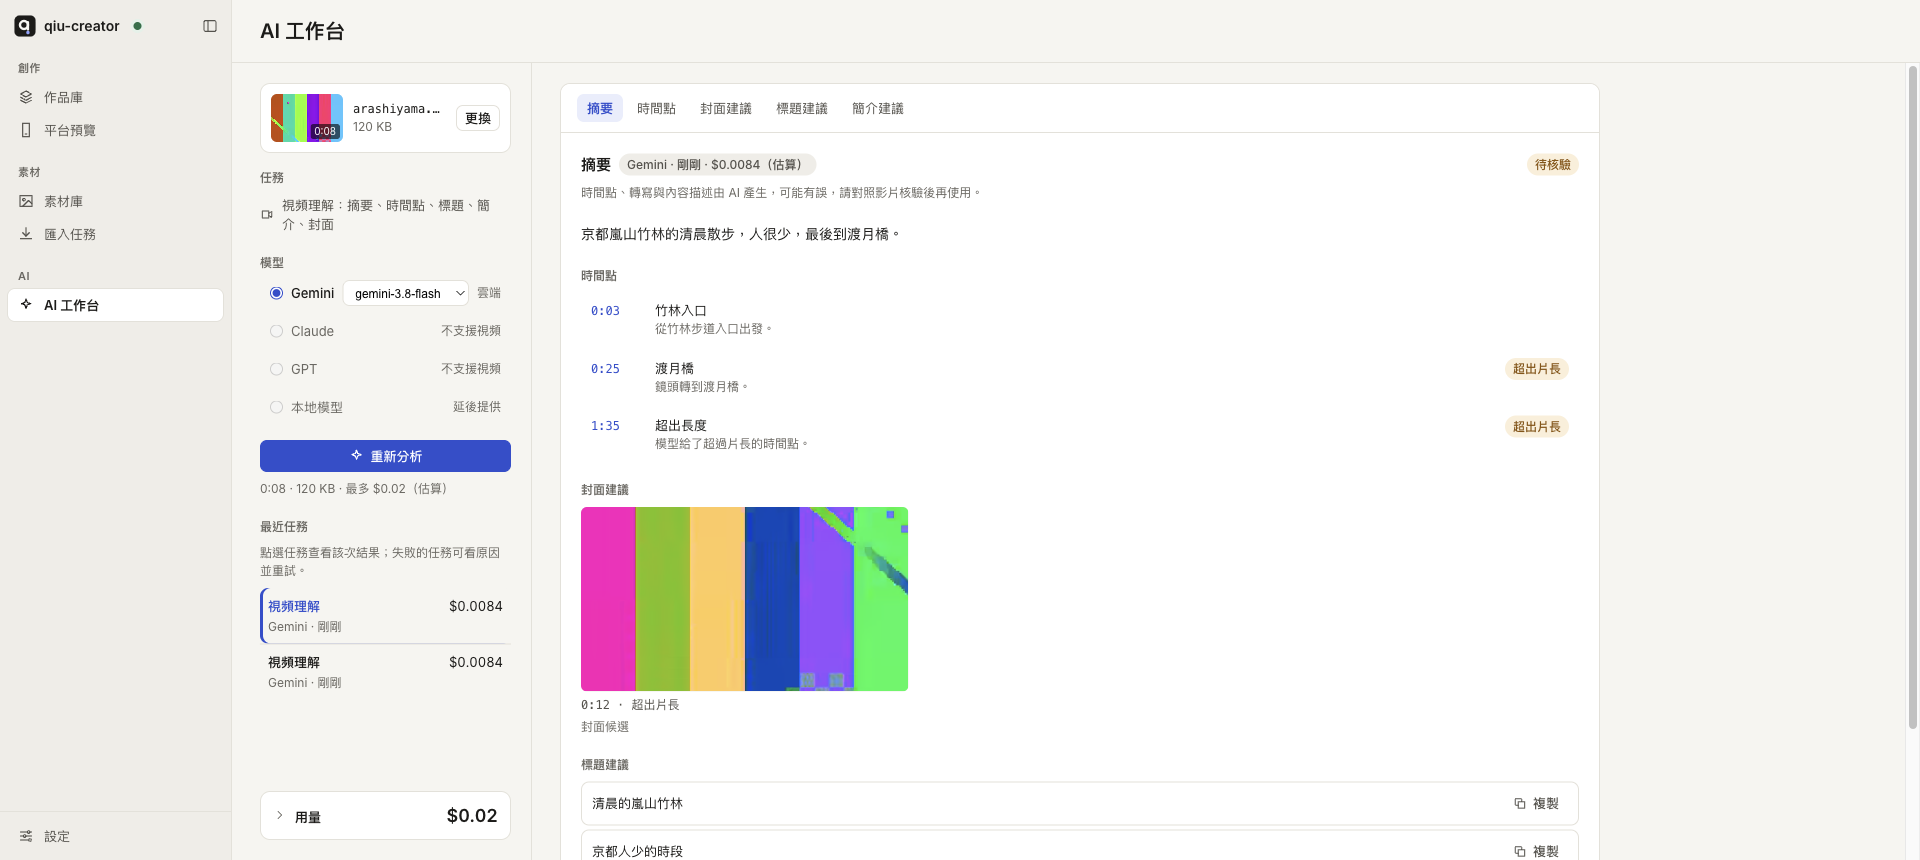 qiu-creator
創作
作品庫
平台預覽
素材
素材庫
匯入任務
AI
AI 工作台
設定
AI 工作台
0:08
arashiyama.…
120 KB
更換
任務
視頻理解：摘要、時間點、標題、簡
介、封面
模型
Gemini gemini-3.8-flash 雲端
Claude 不支援視頻
GPT 不支援視頻
本地模型 延後提供
重新分析
0:08 · 120 KB · 最多 $0.02（估算）
最近任務
點選任務查看該次結果；失敗的任務可看原因
並重試。
視頻理解 $0.0084
Gemini · 剛剛
視頻理解 $0.0084
Gemini · 剛剛
用量 $0.02
摘要 時間點 封面建議 標題建議 簡介建議
摘要 Gemini · 剛剛 · $0.0084（估算） 待核驗
時間點、轉寫與內容描述由 AI 產生，可能有誤，請對照影片核驗後再使用。
京都嵐山竹林的清晨散步，人很少，最後到渡月橋。
時間點
0:03 竹林入口
從竹林步道入口出發。
0:25 渡月橋 超出片長
鏡頭轉到渡月橋。
1:35 超出長度 超出片長
模型給了超過片長的時間點。
封面建議
0:12 · 超出片長
封面候選
標題建議
清晨的嵐山竹林 複製
京都人少的時段 複製